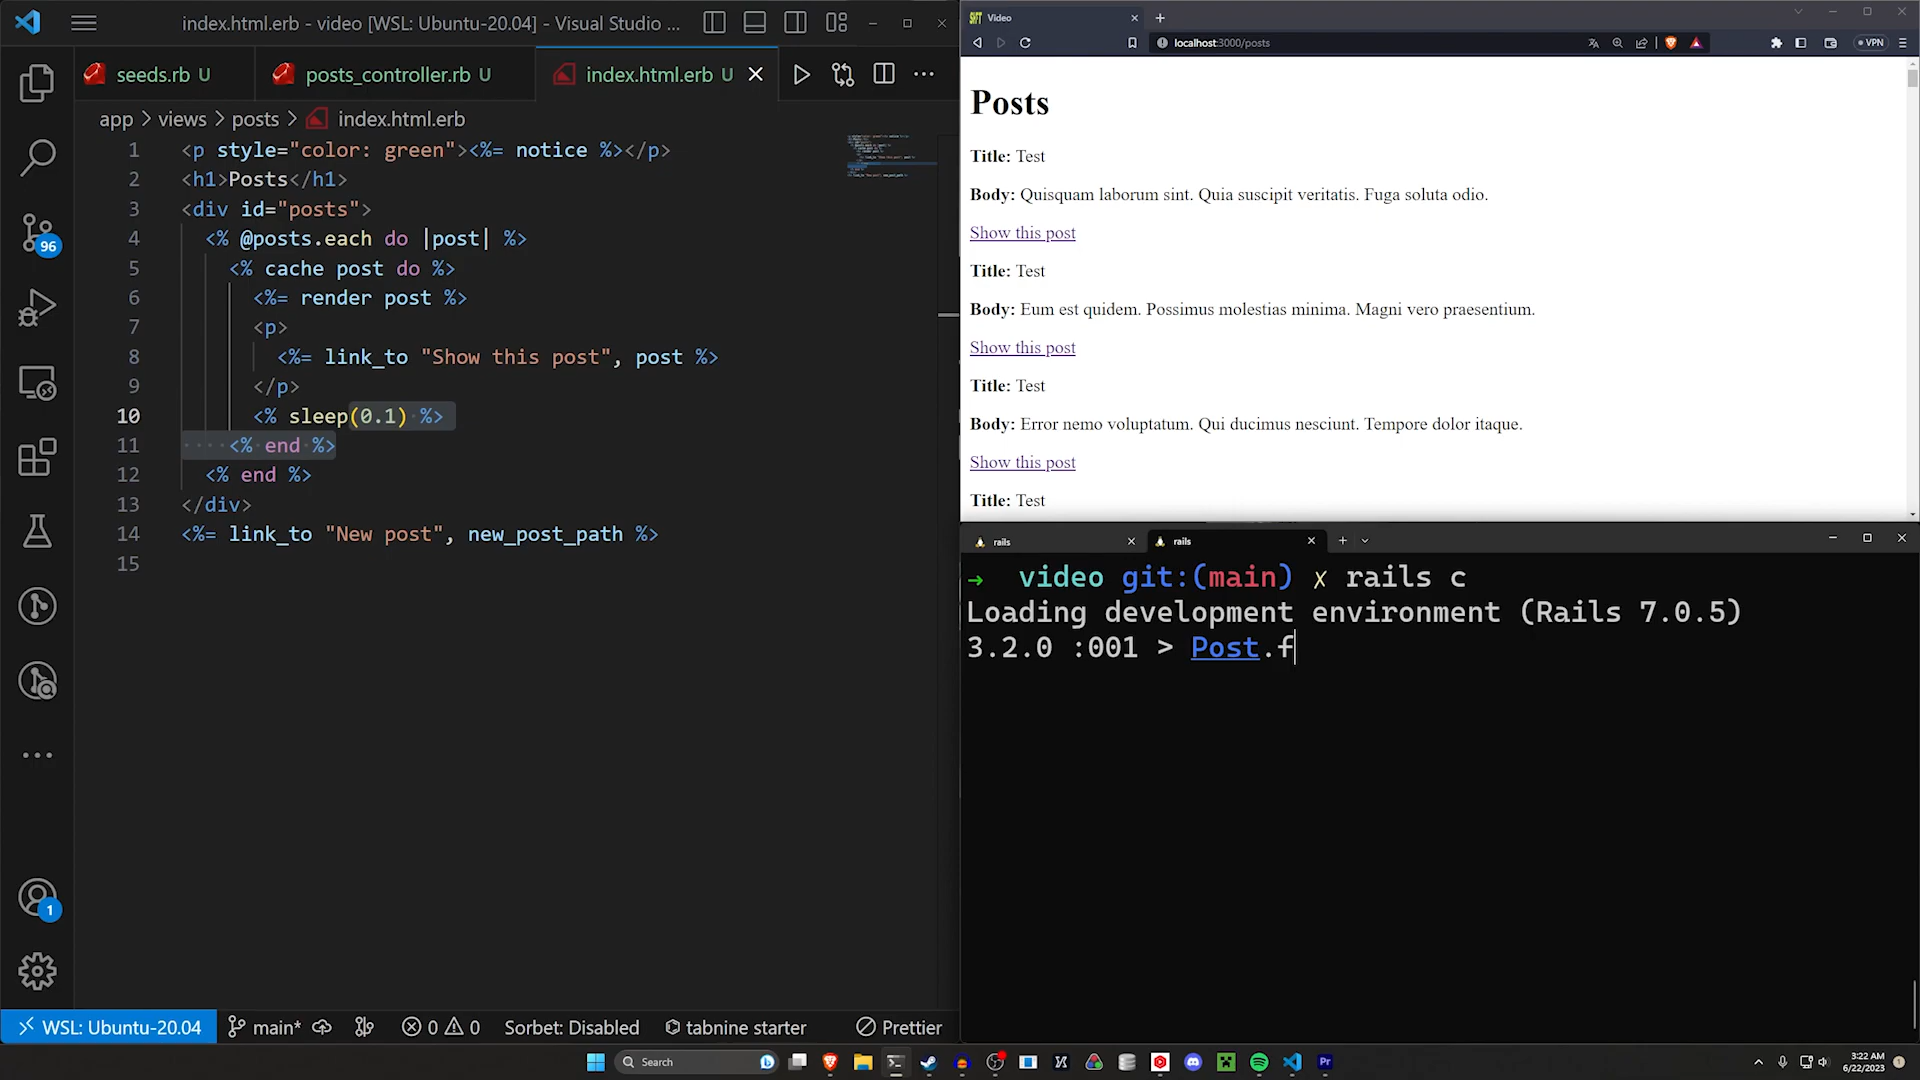 index.html.erb - video [WSL: Ubuntu-20.04] - Visual Studio ...
seeds.rb U
posts_controller.rb U
index.html.erb U
app > views > posts > index.html.erb
1 <p style="color: green"><%= notice %></p>
2 <h1>Posts</h1>
3 <div id="posts">
4 <% @posts.each do |post| %>
5 <% cache post do %>
6 <%= render post %>
7 <p>
8 <%= link_to "Show this post", post %>
9 </p>
10 <% sleep(0.1) %>
11 <% end %>
12 <% end %>
13 </div>
14 <%= link_to "New post", new_post_path %>
15
96
1
WSL: Ubuntu-20.04
main*
0
0
Sorbet: Disabled
tabnine starter
Prettier
Video
localhost:3000/posts
VPN
Posts
Title: Test
Body: Quisquam laborum sint. Quia suscipit veritatis. Fuga soluta odio.
Show this post
Title: Test
Body: Eum est quidem. Possimus molestias minima. Magni vero praesentium.
Show this post
Title: Test
Body: Error nemo voluptatum. Qui ducimus nesciunt. Tempore dolor itaque.
Show this post
Title: Test
rails
rails
→ video git:(main) ✗ rails c
Loading development environment (Rails 7.0.5)
3.2.0 :001 > Post.f
Search
Pr
3:22 AM
6/22/2023